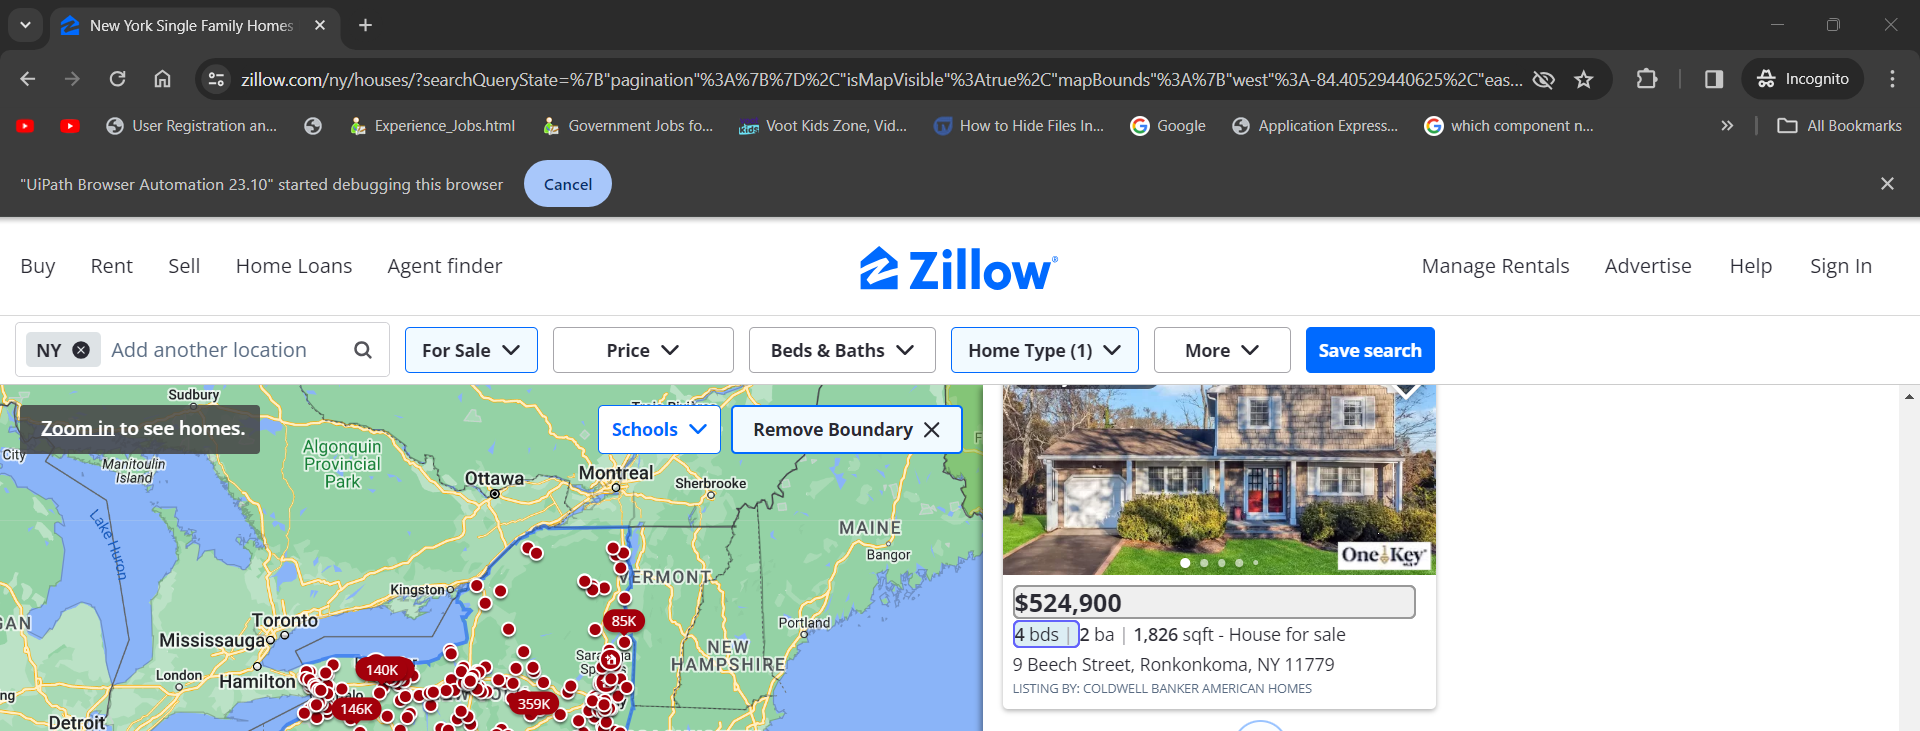 New York Single Family Homes
zillow.com/ny/houses/?searchQueryState=%7B"pagination"%3A%7B%7D%2C"isMapVisible"%3Atrue%2C"mapBounds"%3A%7B"west"%3A-84.40529440625%2C"eas...
Incognito
User Registration an...
Experience_Jobs.html
Government Jobs fo...
Voot Kids Zone, Vid...
How to Hide Files In...
Google
Application Express...
which component n...
»
All Bookmarks
"UiPath Browser Automation 23.10" started debugging this browser
Cancel
Buy Rent Sell Home Loans Agent finder
Zillow®
Manage Rentals Advertise Help Sign In
NY
Add another location
For Sale
Price
Beds & Baths
Home Type (1)
More
Save search
Zoom in to see homes.
Schools
Remove Boundary
Sudbury
City
Manitoulin
Island
Algonquin
Provincial
Park
Ottawa
Montreal
Sherbrooke
MAINE
Bangor
Lake Huron
Kingston
VERMONT
Toronto
Mississauga
85K
Portland
NEW
HAMPSHIRE
140K
London
Hamilton
146K
359K
Detroit
One Key
$524,900
4 bds | 2 ba | 1,826 sqft - House for sale
9 Beech Street, Ronkonkoma, NY 11779
LISTING BY: COLDWELL BANKER AMERICAN HOMES